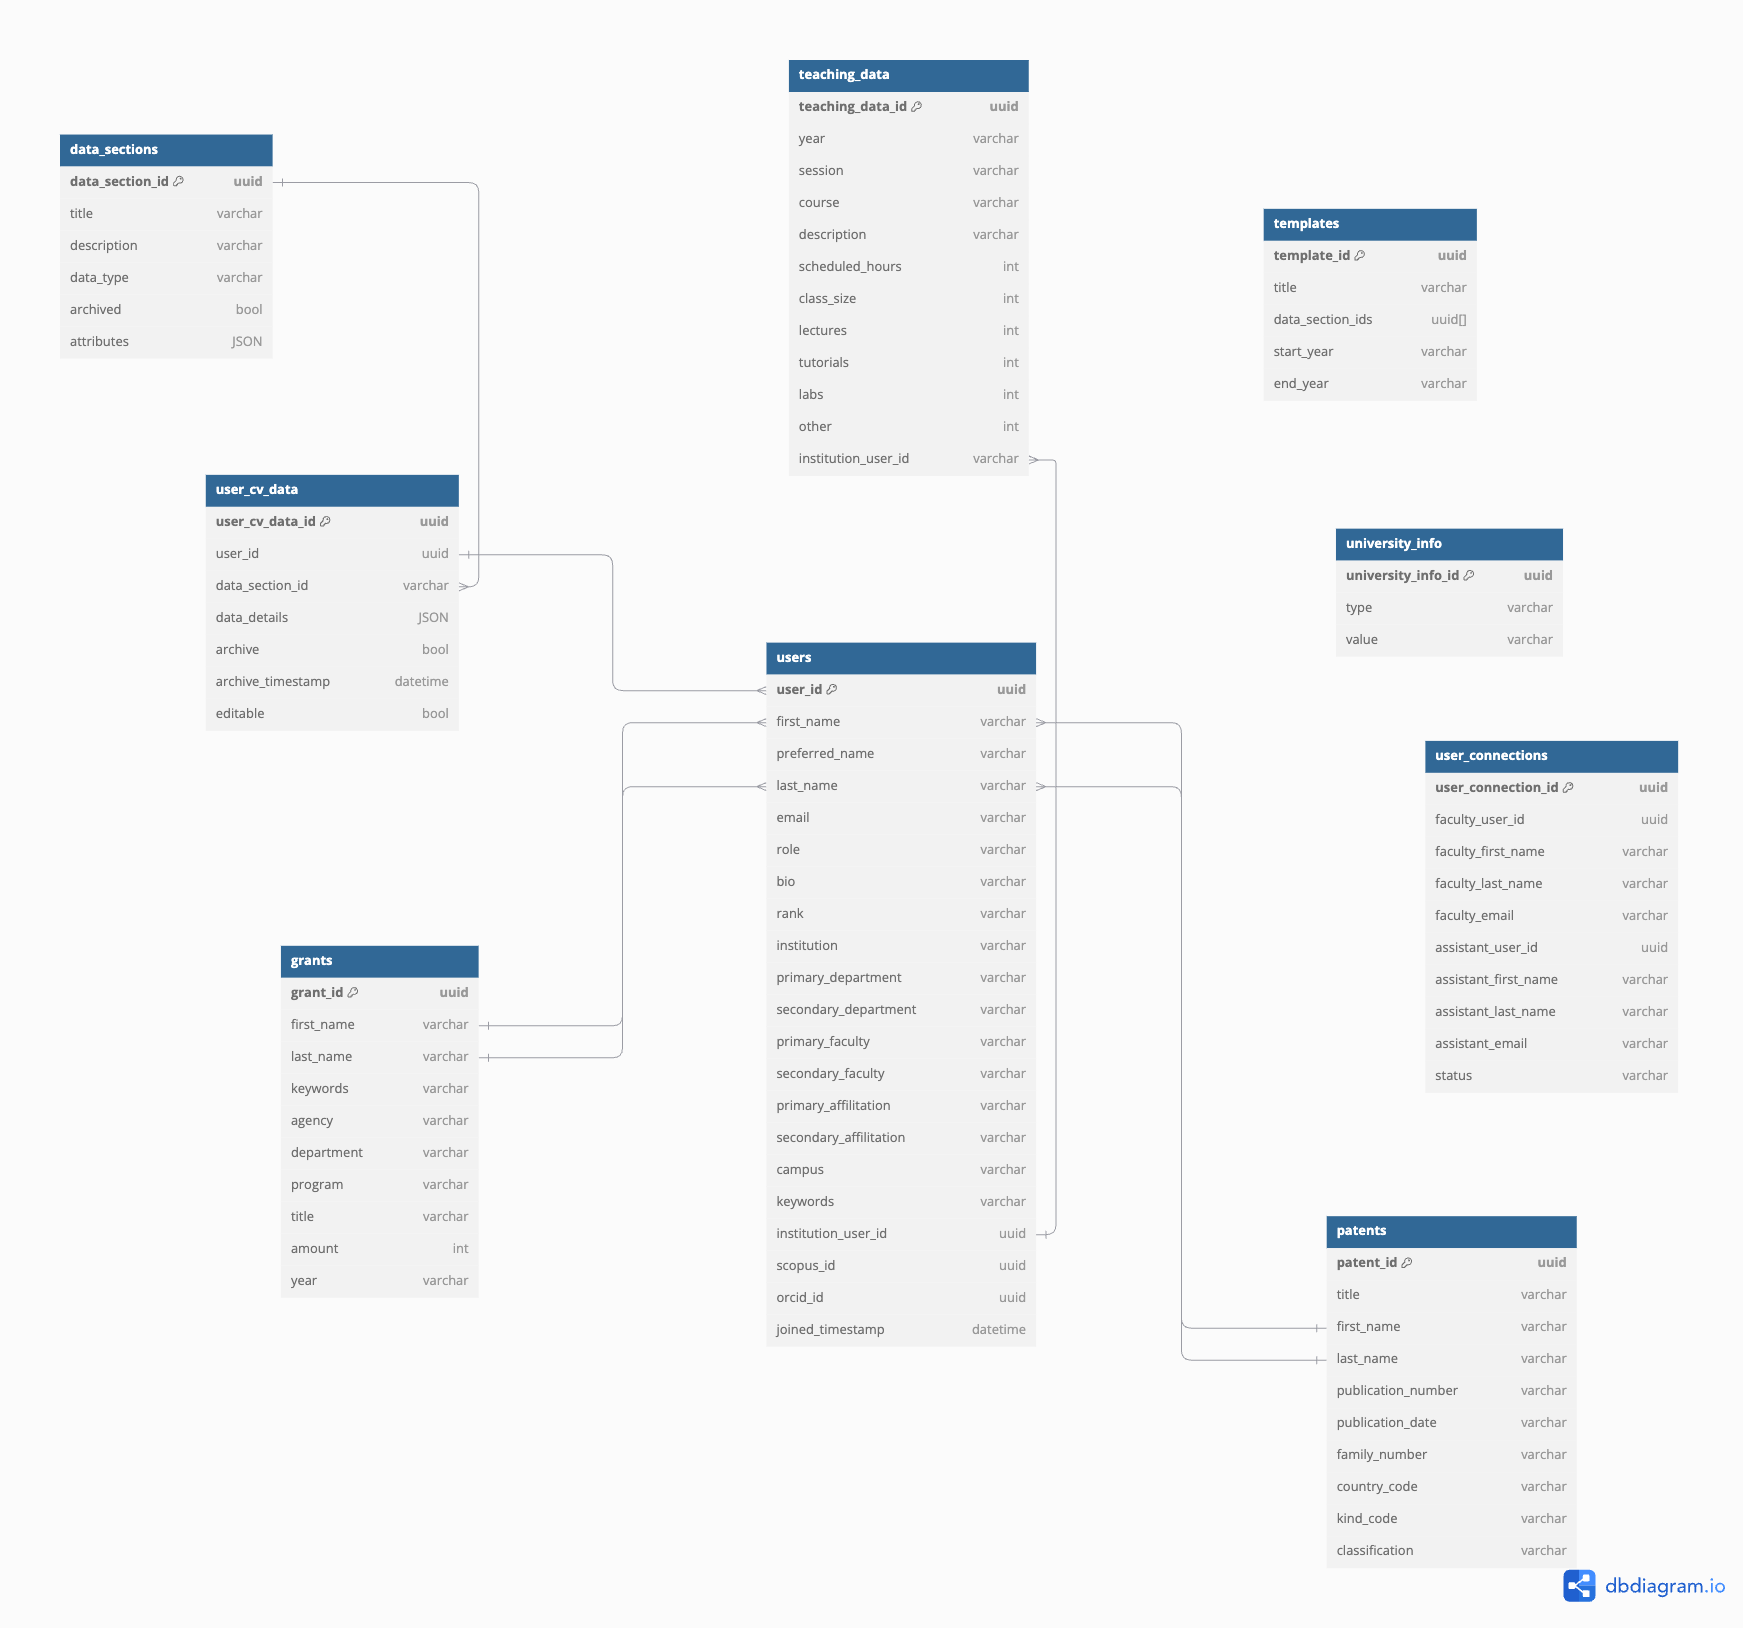 teaching_data
teaching_data_id uuid
year varchar
session varchar
course varchar
description varchar
scheduled_hours int
class_size int
lectures int
tutorials int
labs int
other int
institution_user_id varchar
data_sections
data_section_id uuid
title varchar
description varchar
data_type varchar
archived bool
attributes JSON
templates
template_id uuid
title varchar
data_section_ids uuid[]
start_year varchar
end_year varchar
user_cv_data
user_cv_data_id uuid
user_id uuid
data_section_id varchar
data_details JSON
archive bool
archive_timestamp datetime
editable bool
university_info
university_info_id uuid
type varchar
value varchar
users
user_id uuid
first_name varchar
preferred_name varchar
last_name varchar
email varchar
role varchar
bio varchar
rank varchar
institution varchar
primary_department varchar
secondary_department varchar
primary_faculty varchar
secondary_faculty varchar
primary_affilitation varchar
secondary_affilitation varchar
campus varchar
keywords varchar
institution_user_id uuid
scopus_id uuid
orcid_id uuid
joined_timestamp datetime
user_connections
user_connection_id uuid
faculty_user_id uuid
faculty_first_name varchar
faculty_last_name varchar
faculty_email varchar
assistant_user_id uuid
assistant_first_name varchar
assistant_last_name varchar
assistant_email varchar
status varchar
grants
grant_id uuid
first_name varchar
last_name varchar
keywords varchar
agency varchar
department varchar
program varchar
title varchar
amount int
year varchar
patents
patent_id uuid
title varchar
first_name varchar
last_name varchar
publication_number varchar
publication_date varchar
family_number varchar
country_code varchar
kind_code varchar
classification varchar
dbdiagram.io